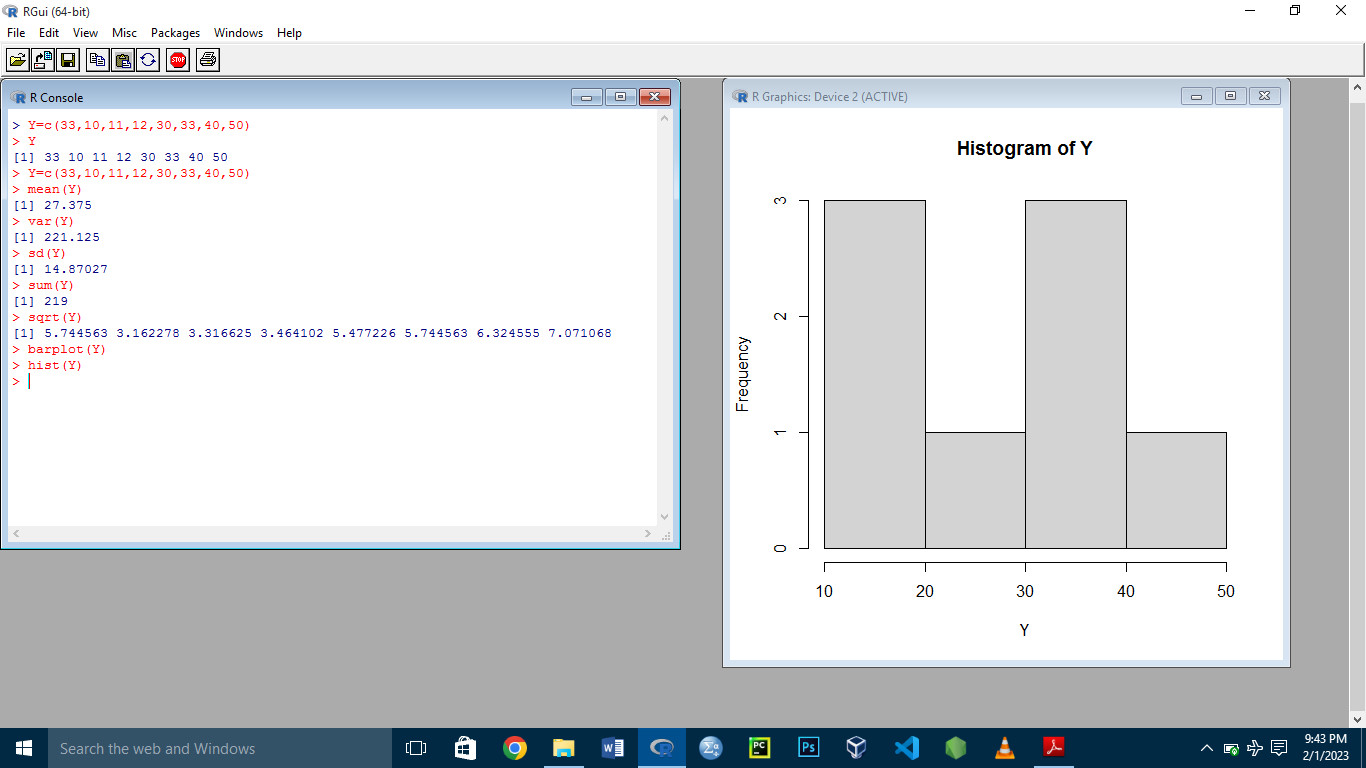 RGui (64-bit)
File Edit View Misc Packages Windows Help
STOP
R Console
> Y=c(33,10,11,12,30,33,40,50)
> Y
[1] 33 10 11 12 30 33 40 50
> Y=c(33,10,11,12,30,33,40,50)
> mean(Y)
[1] 27.375
> var(Y)
[1] 221.125
> sd(Y)
[1] 14.87027
> sum(Y)
[1] 219
> sqrt(Y)
[1] 5.744563 3.162278 3.316625 3.464102 5.477226 5.744563 6.324555 7.071068
> barplot(Y)
> hist(Y)
>
R Graphics: Device 2 (ACTIVE)
Histogram of Y
Frequency
3
2
1
0
10 20 30 40 50
Y
Search the web and Windows
W
R
PC
Ps
9:43 PM
2/1/2023